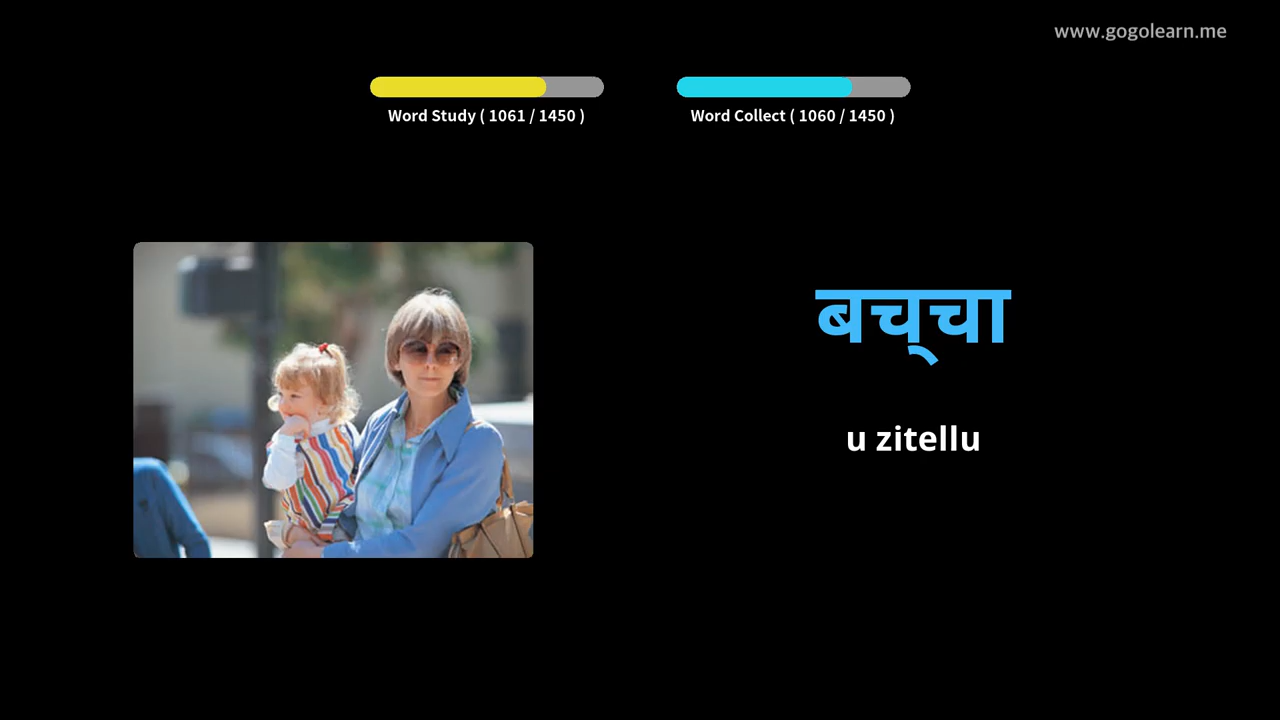 www.gogolearn.me
Word Study ( 1061 / 1450 )
Word Collect ( 1060 / 1450 )
बच्चा
u zitellu